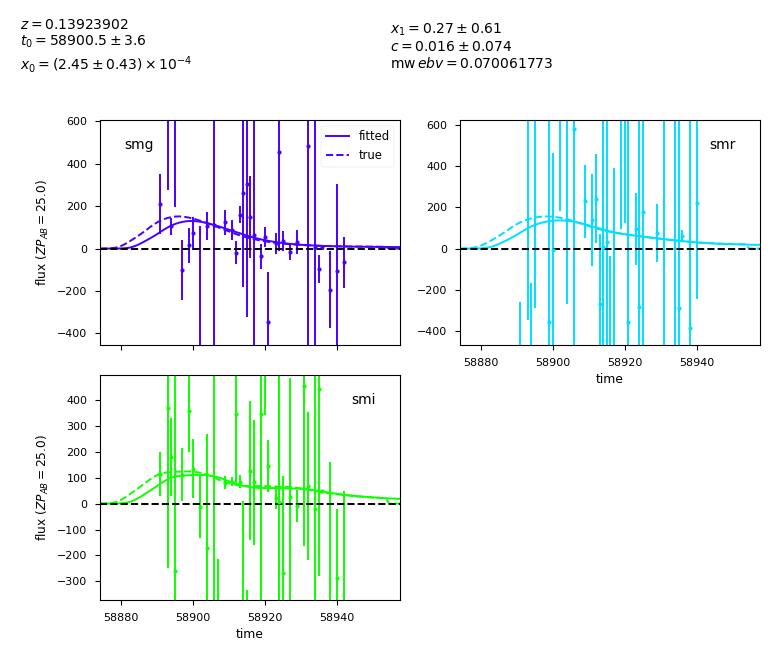 z = 0.13923902
t₀ = 58900.5 ± 3.6
x₀ = (2.45 ± 0.43) × 10⁻⁴
x₁ = 0.27 ± 0.61
c = 0.016 ± 0.074
mw ebv = 0.070061773
smg
fitted
true
600
400
200
0
−200
−400
flux (ZP_AB = 25.0)
smr
600
400
200
0
−200
−400
58880 58900 58920 58940
time
smi
400
300
200
100
0
−100
−200
−300
flux (ZP_AB = 25.0)
58880 58900 58920 58940
time